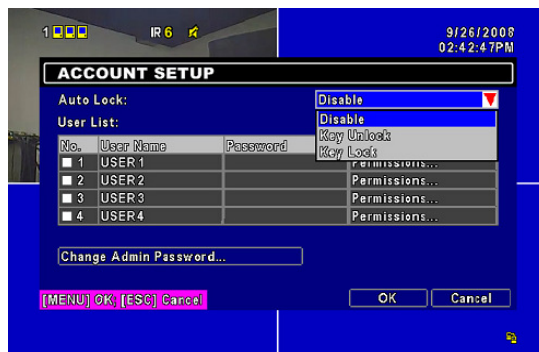 1 IR 6 9/26/2008
02:42:47PM
ACCOUNT SETUP
Auto Lock: Disable
Disable
User List:
Key Unlock
Key Lock
No. User Name Password
1 USER1 Permissions...
2 USER2 Permissions...
3 USER3 Permissions...
4 USER4 Permissions...
Change Admin Password...
[MENU] OK; [ESC] Cancel OK Cancel